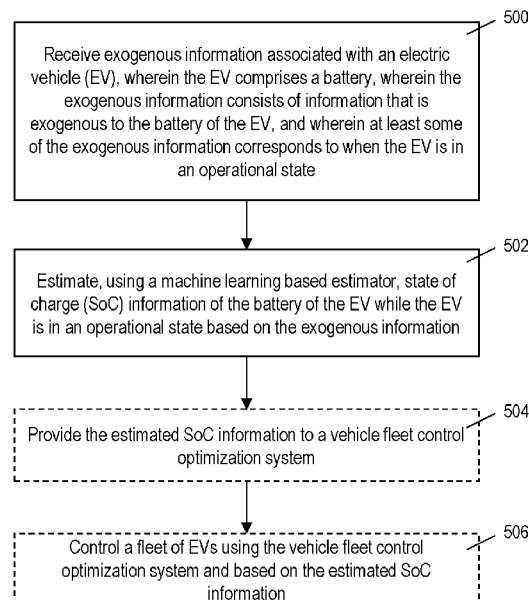 500
Receive exogenous information associated with an electric
vehicle (EV), wherein the EV comprises a battery, wherein the
exogenous information consists of information that is
exogenous to the battery of the EV, and wherein at least some
of the exogenous information corresponds to when the EV is in
an operational state
502
Estimate, using a machine learning based estimator, state of
charge (SoC) information of the battery of the EV while the EV
is in an operational state based on the exogenous information
504
Provide the estimated SoC information to a vehicle fleet control
optimization system
506
Control a fleet of EVs using the vehicle fleet control
optimization system and based on the estimated SoC
information